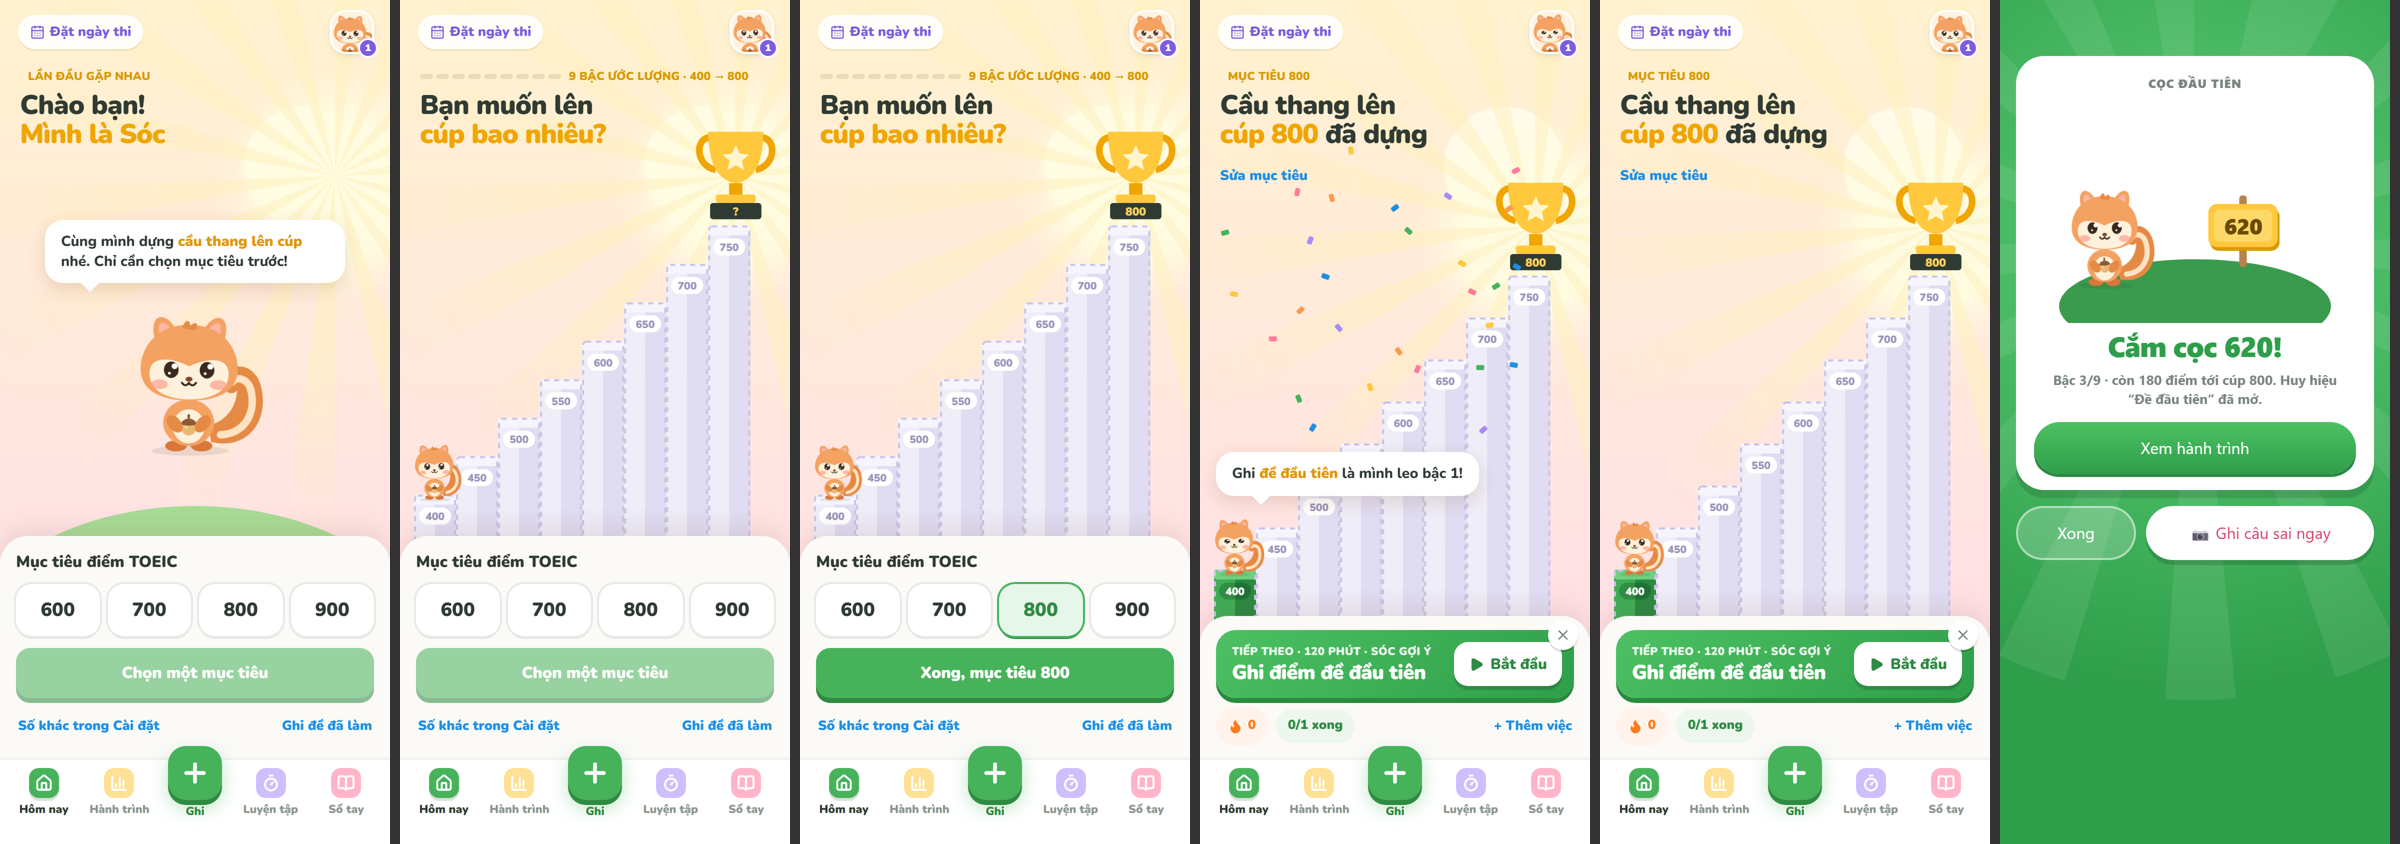 Đặt ngày thi
1
LẦN ĐẦU GẶP NHAU
Chào bạn!
Mình là Sóc
Cùng mình dựng cầu thang lên cúp
nhé. Chỉ cần chọn mục tiêu trước!
Mục tiêu điểm TOEIC
600 700 800 900
Chọn một mục tiêu
Số khác trong Cài đặt Ghi đề đã làm
Hôm nay Hành trình Ghi Luyện tập Sổ tay
Đặt ngày thi
1
9 BẬC ƯỚC LƯỢNG · 400 → 800
Bạn muốn lên
cúp bao nhiêu?
?
750
700
650
600
550
500
450
400
Mục tiêu điểm TOEIC
600 700 800 900
Chọn một mục tiêu
Số khác trong Cài đặt Ghi đề đã làm
Hôm nay Hành trình Ghi Luyện tập Sổ tay
Đặt ngày thi
1
9 BẬC ƯỚC LƯỢNG · 400 → 800
Bạn muốn lên
cúp bao nhiêu?
800
750
700
650
600
550
500
450
400
Mục tiêu điểm TOEIC
600 700 800 900
Xong, mục tiêu 800
Số khác trong Cài đặt Ghi đề đã làm
Hôm nay Hành trình Ghi Luyện tập Sổ tay
Đặt ngày thi
1
MỤC TIÊU 800
Cầu thang lên
cúp 800 đã dựng
Sửa mục tiêu
800
750
700
650
600
Ghi đề đầu tiên là mình leo bậc 1!
500
450
400
TIẾP THEO · 120 PHÚT · SÓC GỢI Ý
Ghi điểm đề đầu tiên
Bắt đầu
0 0/1 xong + Thêm việc
Hôm nay Hành trình Ghi Luyện tập Sổ tay
Đặt ngày thi
1
MỤC TIÊU 800
Cầu thang lên
cúp 800 đã dựng
Sửa mục tiêu
800
750
700
650
600
550
500
450
400
TIẾP THEO · 120 PHÚT · SÓC GỢI Ý
Ghi điểm đề đầu tiên
Bắt đầu
0 0/1 xong + Thêm việc
Hôm nay Hành trình Ghi Luyện tập Sổ tay
CỌC ĐẦU TIÊN
620
Cắm cọc 620!
Bậc 3/9 · còn 180 điểm tới cúp 800. Huy hiệu
“Đề đầu tiên” đã mở.
Xem hành trình
Xong
Ghi câu sai ngay